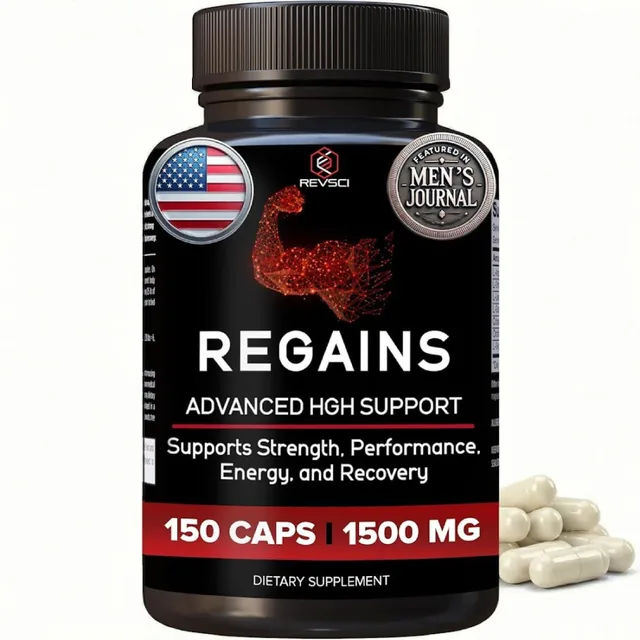 REVSCI
FEATURED IN
MEN'S
JOURNAL
REGAINS
ADVANCED HGH SUPPORT
Supports Strength, Performance,
Energy, and Recovery
150 CAPS | 1500 MG
DIETARY SUPPLEMENT